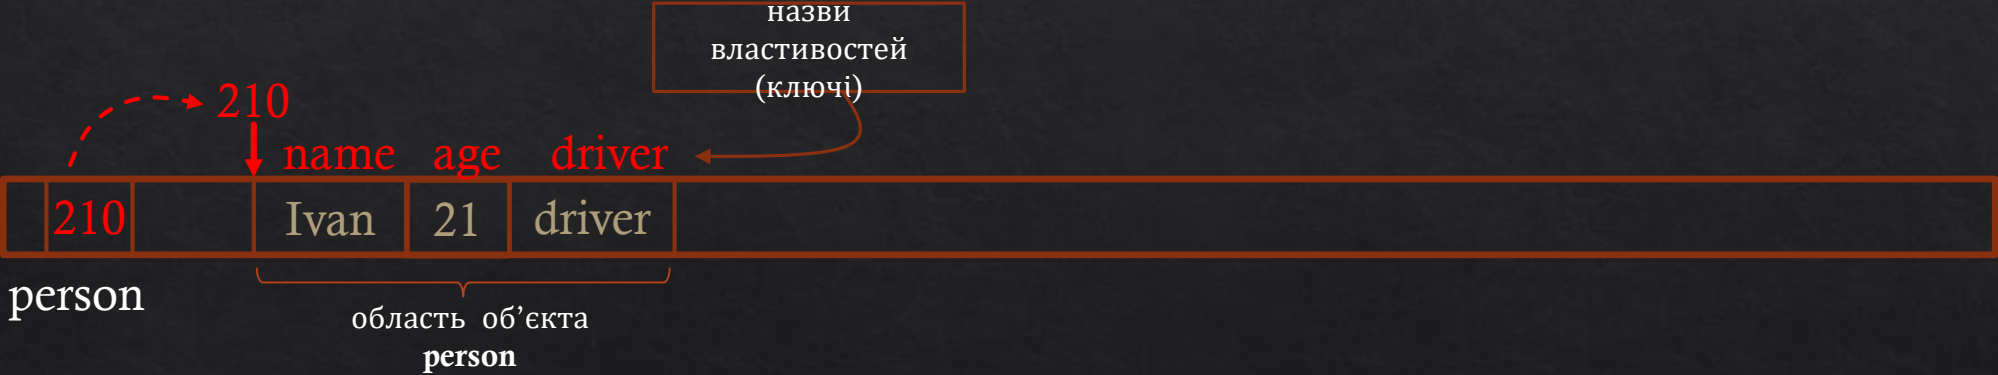 назви
властивостей
(ключі)
210
name age driver
210 Ivan 21 driver
person
область об’єкта
person